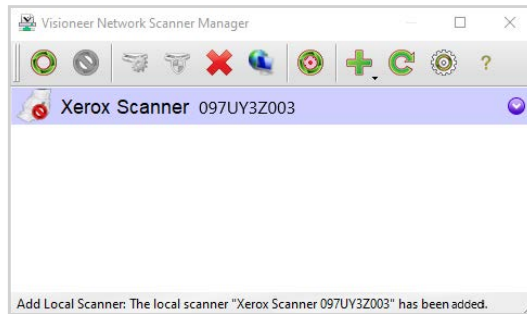 Visioneer Network Scanner Manager
?
Xerox Scanner 097UY3Z003
Add Local Scanner: The local scanner "Xerox Scanner 097UY3Z003" has been added.